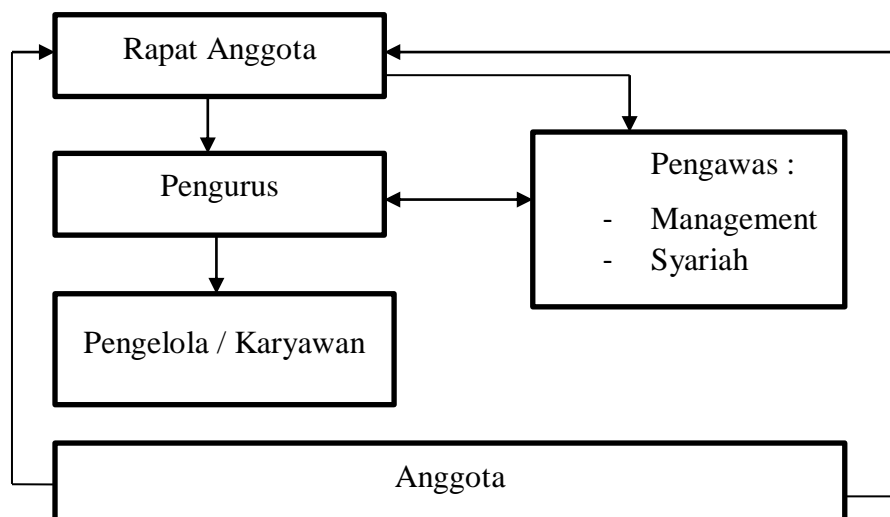 Rapat Anggota
Pengurus
Pengawas :
- Management
- Syariah
Pengelola / Karyawan
Anggota